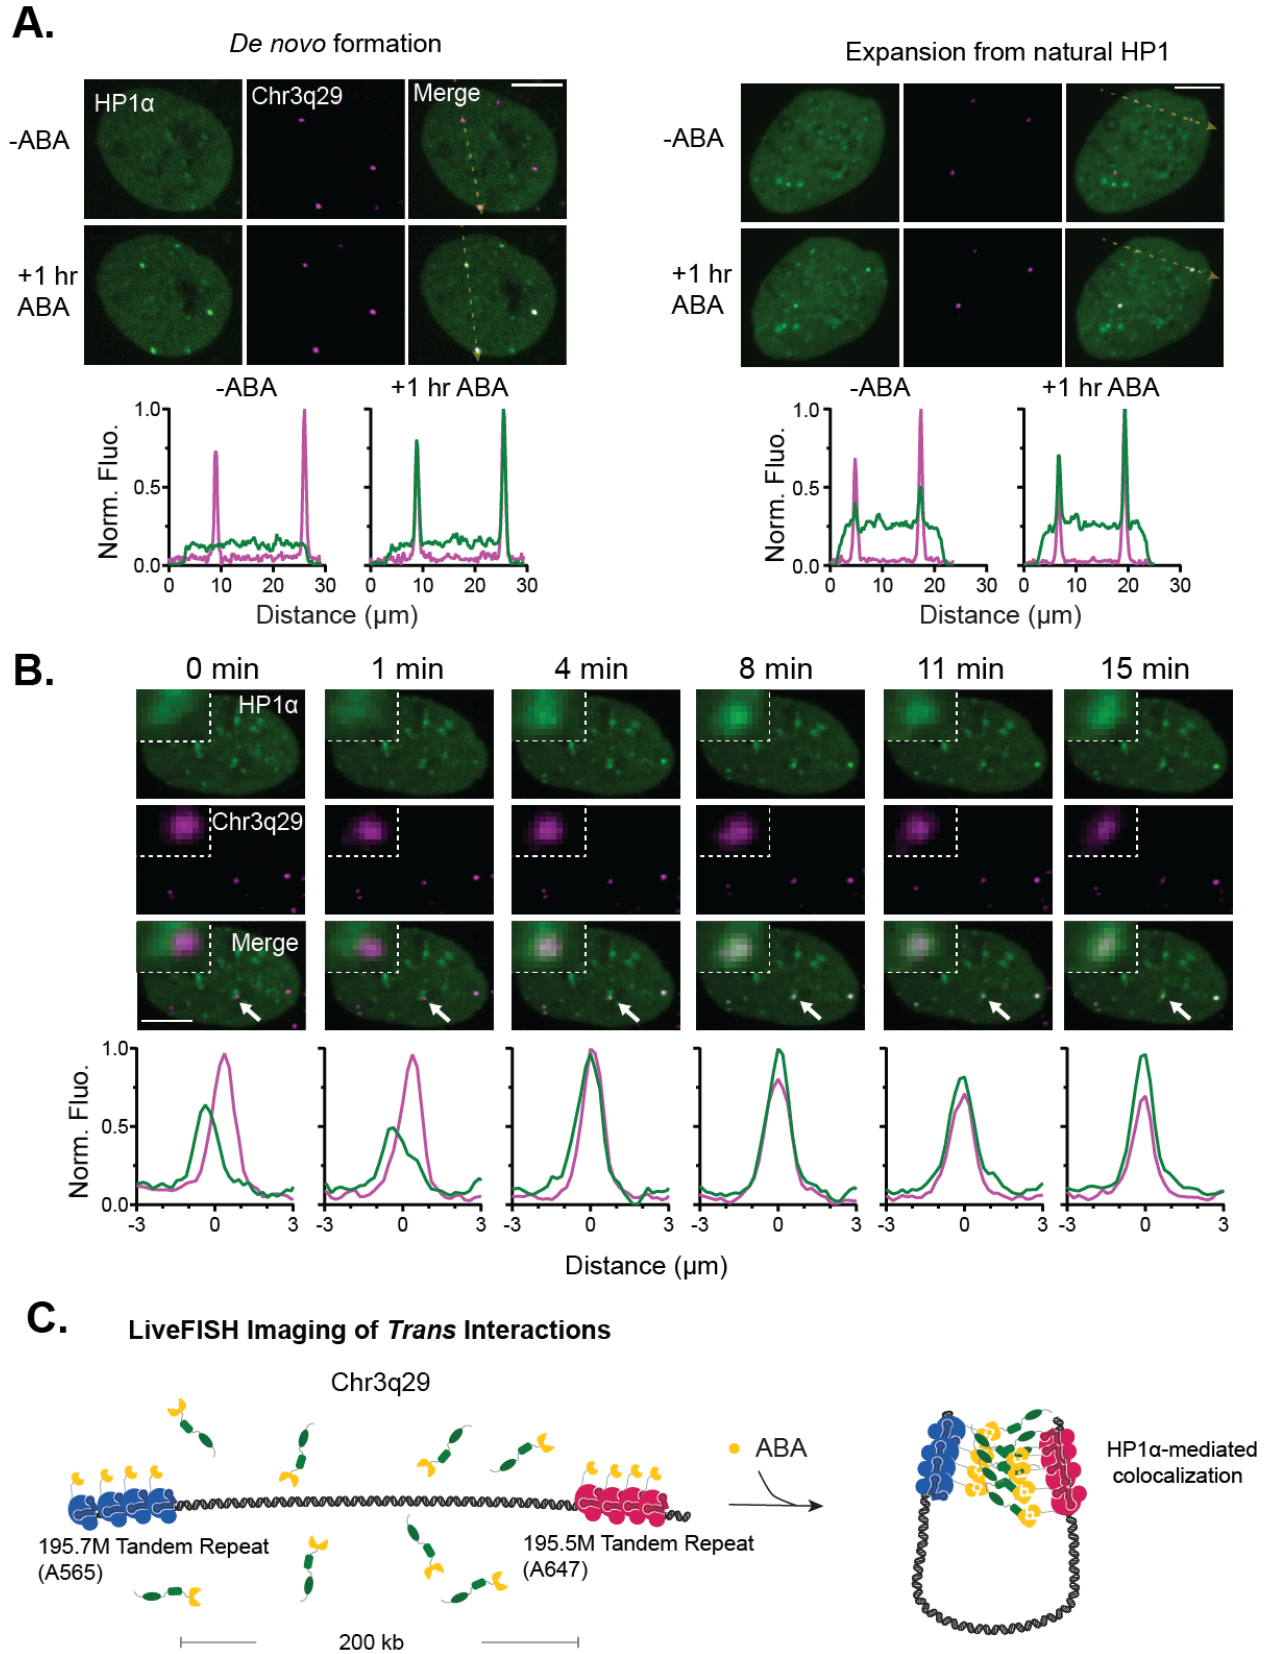 A.
De novo formation
Expansion from natural HP1
HP1α
Chr3q29
Merge
-ABA
-ABA
+1 hr
ABA
+1 hr
ABA
-ABA
+1 hr ABA
-ABA
+1 hr ABA
Norm. Fluo.
1.0
0.5
0.0
0 10 20 30
0 10 20 30
Distance (µm)
Norm. Fluo.
1.0
0.5
0.0
0 10 20 30
0 10 20 30
Distance (µm)
B.
0 min
1 min
4 min
8 min
11 min
15 min
HP1α
Chr3q29
Merge
Norm. Fluo.
1.0
0.5
0.0
-3 0 3
-3 0 3
-3 0 3
-3 0 3
-3 0 3
-3 0 3
Distance (µm)
C.
LiveFISH Imaging of Trans Interactions
Chr3q29
ABA
HP1α-mediated
colocalization
195.7M Tandem Repeat
(A565)
195.5M Tandem Repeat
(A647)
200 kb